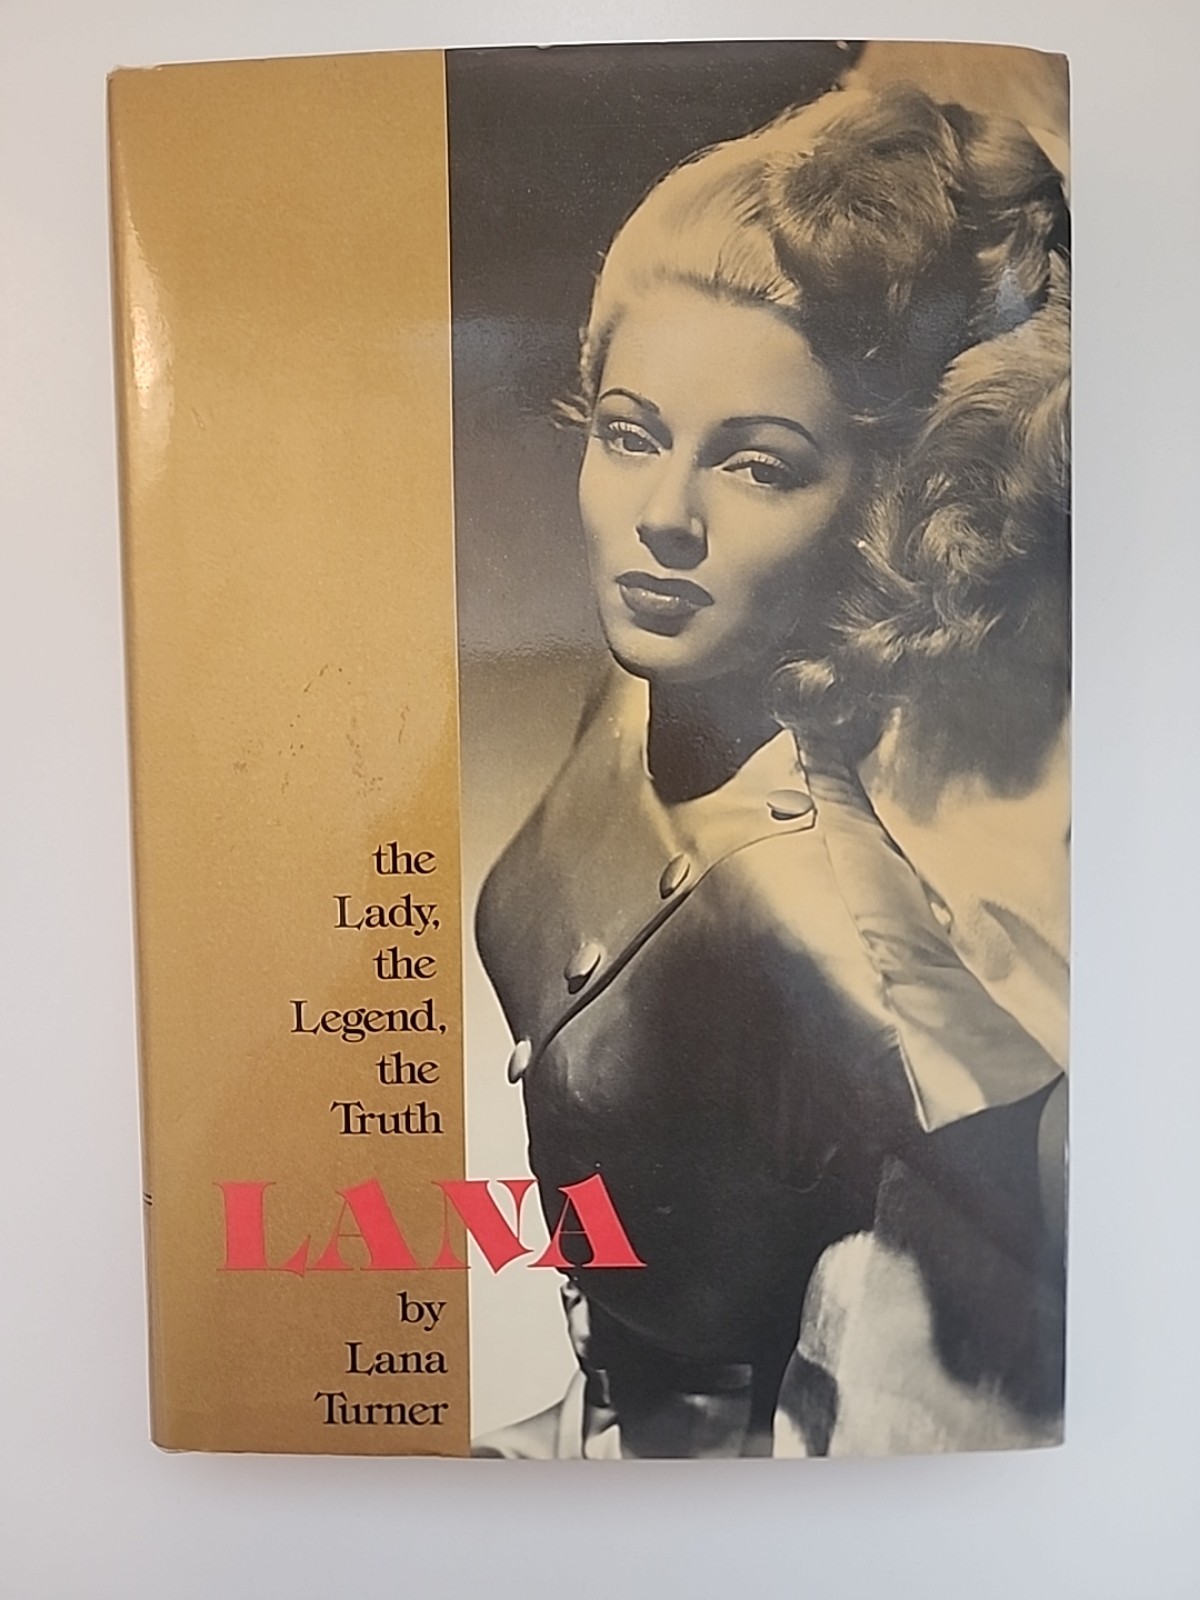 the
Lady,
the
Legend,
the
Truth
LANA
by
Lana
Turner